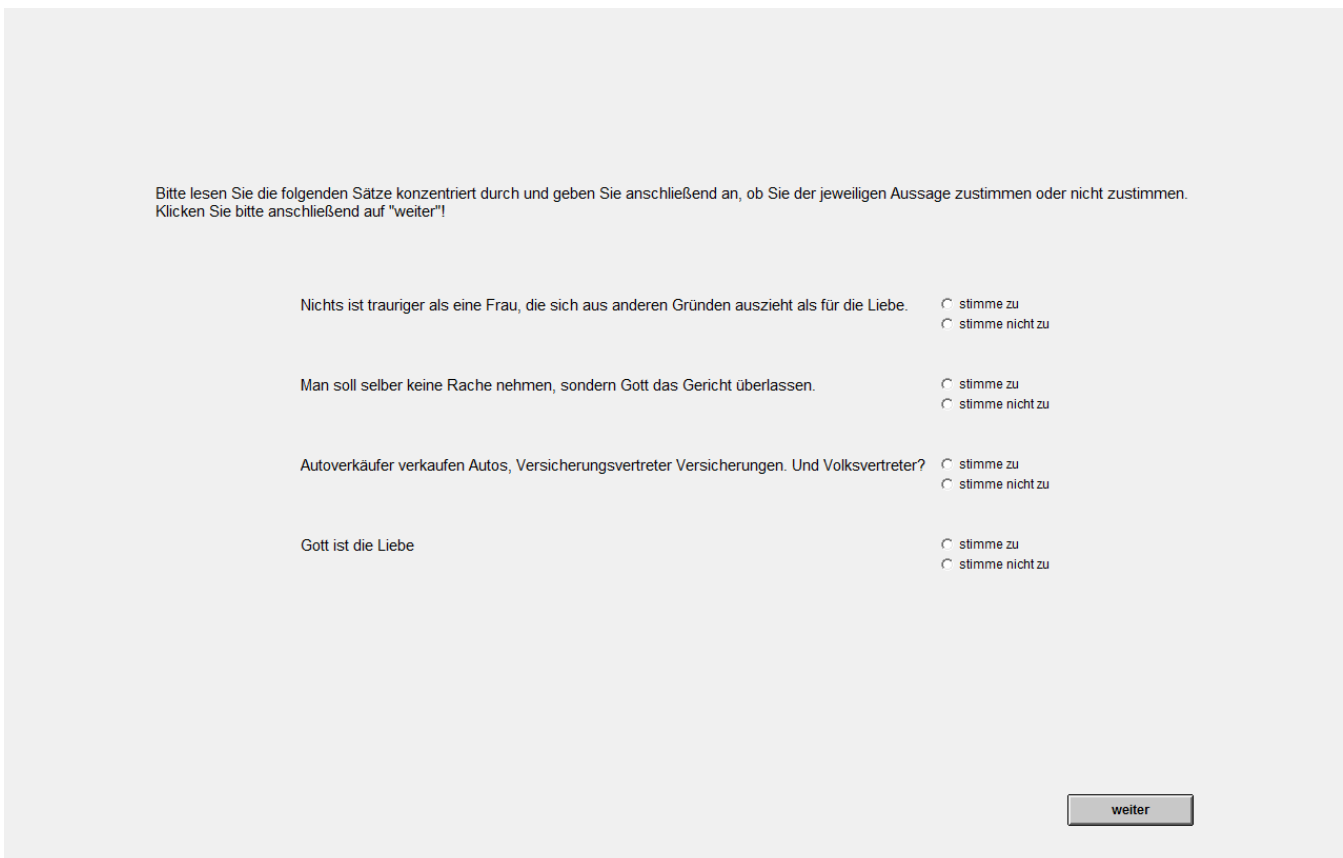 Bitte lesen Sie die folgenden Sätze konzentriert durch und geben Sie anschließend an, ob Sie der jeweiligen Aussage zustimmen oder nicht zustimmen.
Klicken Sie bitte anschließend auf "weiter"!
Nichts ist trauriger als eine Frau, die sich aus anderen Gründen auszieht als für die Liebe.
stimme zu
stimme nicht zu
Man soll selber keine Rache nehmen, sondern Gott das Gericht überlassen.
stimme zu
stimme nicht zu
Autoverkäufer verkaufen Autos, Versicherungsvertreter Versicherungen. Und Volksvertreter?
stimme zu
stimme nicht zu
Gott ist die Liebe
stimme zu
stimme nicht zu
weiter